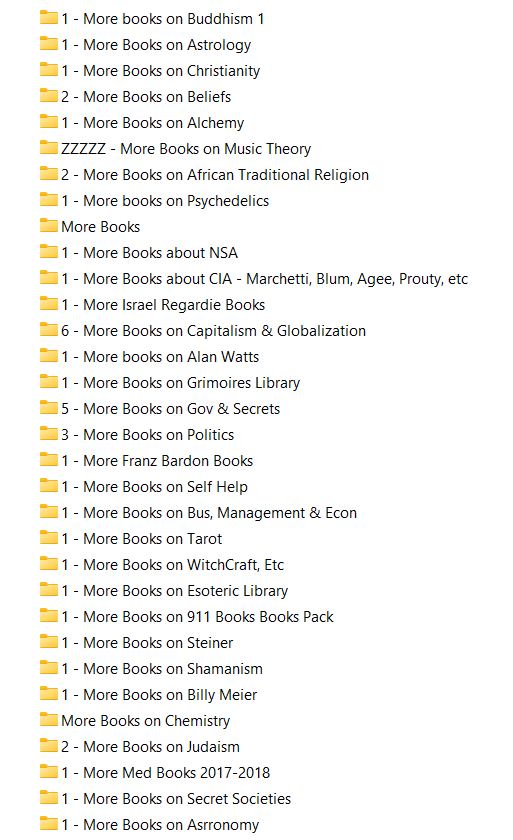 1 - More books on Buddhism 1
1 - More Books on Astrology
1 - More Books on Christianity
2 - More Books on Beliefs
1 - More Books on Alchemy
ZZZZZ - More Books on Music Theory
2 - More Books on African Traditional Religion
1 - More books on Psychedelics
More Books
1 - More Books about NSA
1 - More Books about CIA - Marchetti, Blum, Agee, Prouty, etc
1 - More Israel Regardie Books
6 - More Books on Capitalism & Globalization
1 - More books on Alan Watts
1 - More Books on Grimoires Library
5 - More Books on Gov & Secrets
3 - More Books on Politics
1 - More Franz Bardon Books
1 - More Books on Self Help
1 - More Books on Bus, Management & Econ
1 - More Books on Tarot
1 - More Books on WitchCraft, Etc
1 - More Books on Esoteric Library
1 - More Books on 911 Books Books Pack
1 - More Books on Steiner
1 - More Books on Shamanism
1 - More Books on Billy Meier
More Books on Chemistry
2 - More Books on Judaism
1 - More Med Books 2017-2018
1 - More Books on Secret Societies
1 - More Books on Asrronomy